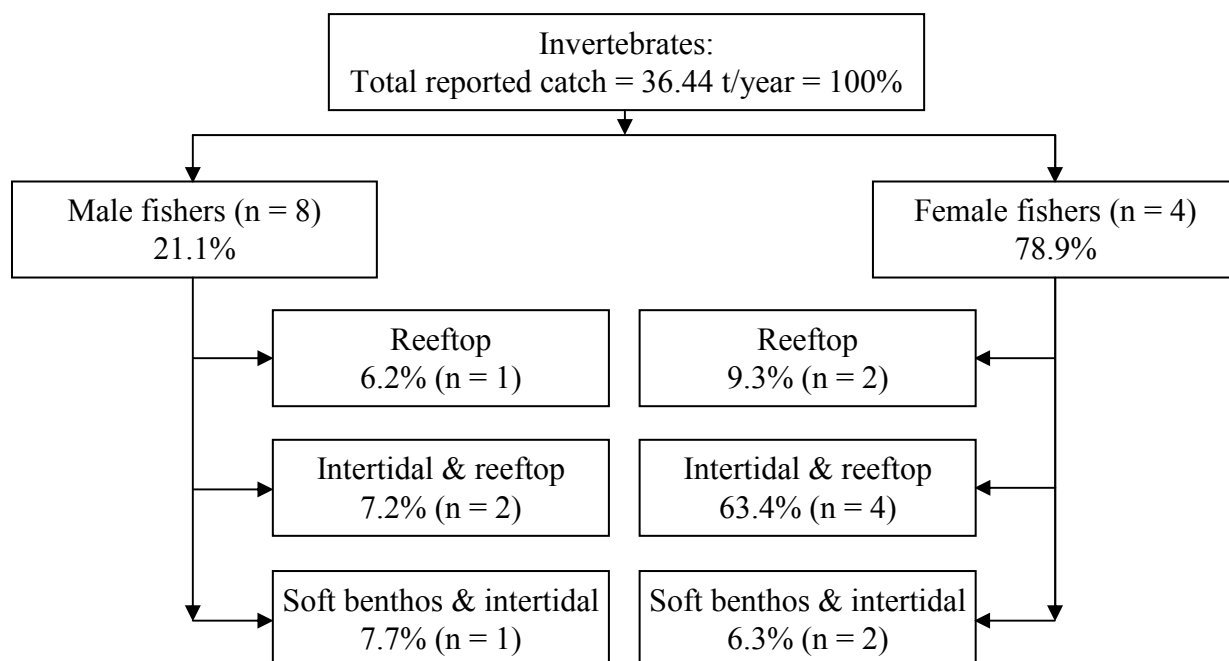 Invertebrates:
Total reported catch = 36.44 t/year = 100%
Male fishers (n = 8)
21.1%
Female fishers (n = 4)
78.9%
Reeftop
6.2% (n = 1)
Reeftop
9.3% (n = 2)
Intertidal & reeftop
7.2% (n = 2)
Intertidal & reeftop
63.4% (n = 4)
Soft benthos & intertidal
7.7% (n = 1)
Soft benthos & intertidal
6.3% (n = 2)